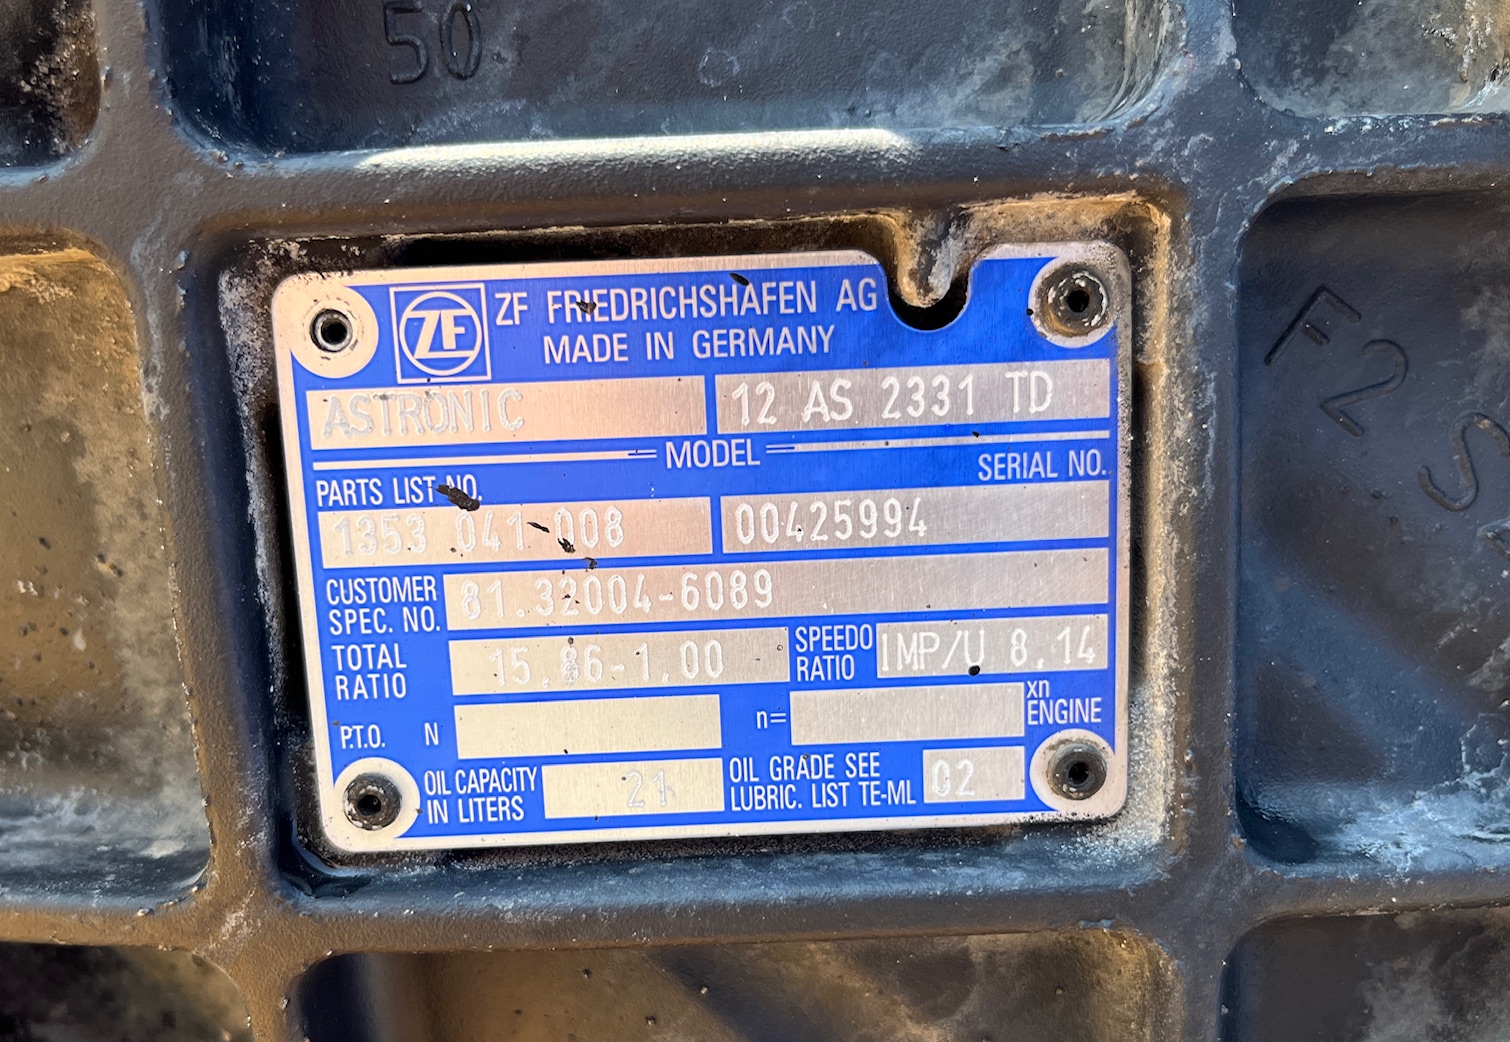 50
ZF ZF FRIEDRICHSHAFEN AG
MADE IN GERMANY
ASTRONIC 12 AS 2331 TD
MODEL
PARTS LIST NO. SERIAL NO.
1353 041 008 00425994
CUSTOMER SPEC. NO. 81.32004-6089
TOTAL RATIO 15.86-1.00 SPEEDO RATIO IMP/U 8.14
P.T.O. N n= xn ENGINE
OIL CAPACITY IN LITERS 21 OIL GRADE SEE LUBRIC. LIST TE-ML 02
F2S